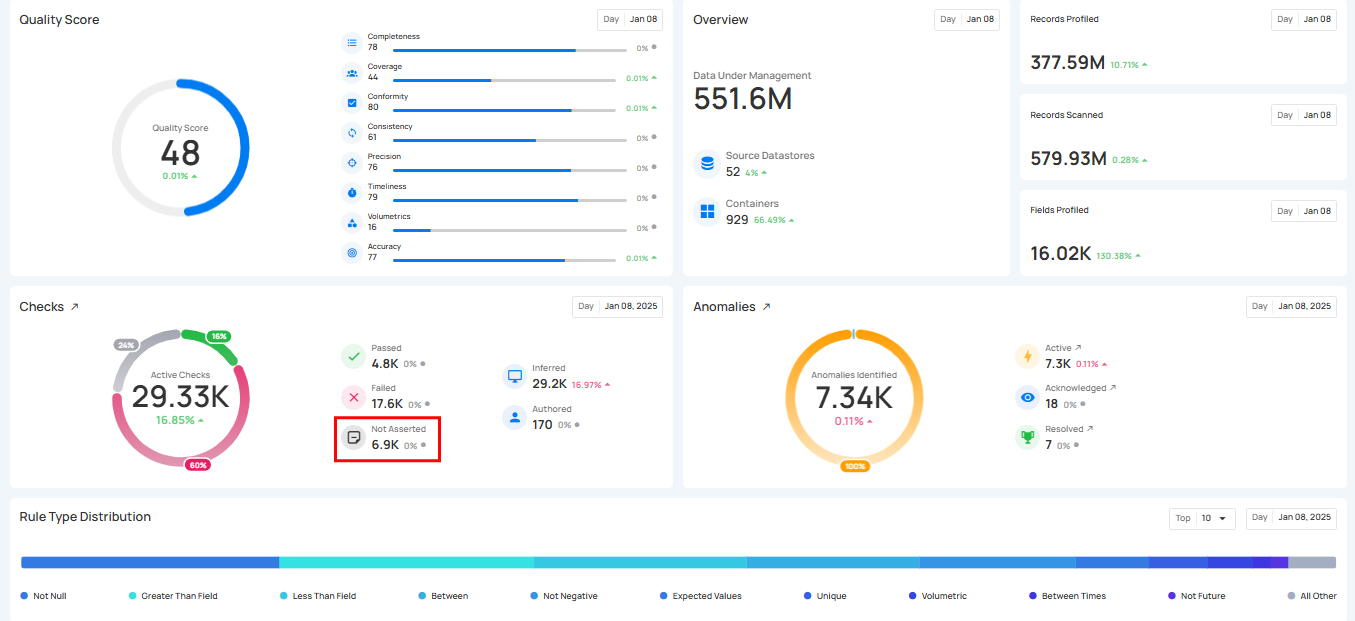 Quality Score
Day Jan 08
Quality Score
48
0.01%
Completeness
78
0%
Coverage
44
0.01%
Conformity
80
0.01%
Consistency
61
0%
Precision
76
0%
Timeliness
79
0%
Volumetrics
16
0%
Accuracy
77
0.01%
Overview
Day Jan 08
Data Under Management
551.6M
Source Datastores
52 4%
Containers
929 66.49%
Records Profiled
Day Jan 08
377.59M 10.71%
Records Scanned
Day Jan 08
579.93M 0.28%
Fields Profiled
Day Jan 08
16.02K 130.38%
Checks
Day Jan 08, 2025
24%
16%
Active Checks
29.33K
16.85%
60%
Passed
4.8K 0%
Failed
17.6K 0%
Not Asserted
6.9K 0%
Inferred
29.2K 16.97%
Authored
170 0%
Anomalies
Day Jan 08, 2025
Anomalies Identified
7.34K
0.11%
100%
Active
7.3K 0.11%
Acknowledged
18 0%
Resolved
7 0%
Rule Type Distribution
Top 10
Day Jan 08, 2025
Not Null Greater Than Field Less Than Field Between Not Negative Expected Values Unique Volumetric Between Times Not Future All Other